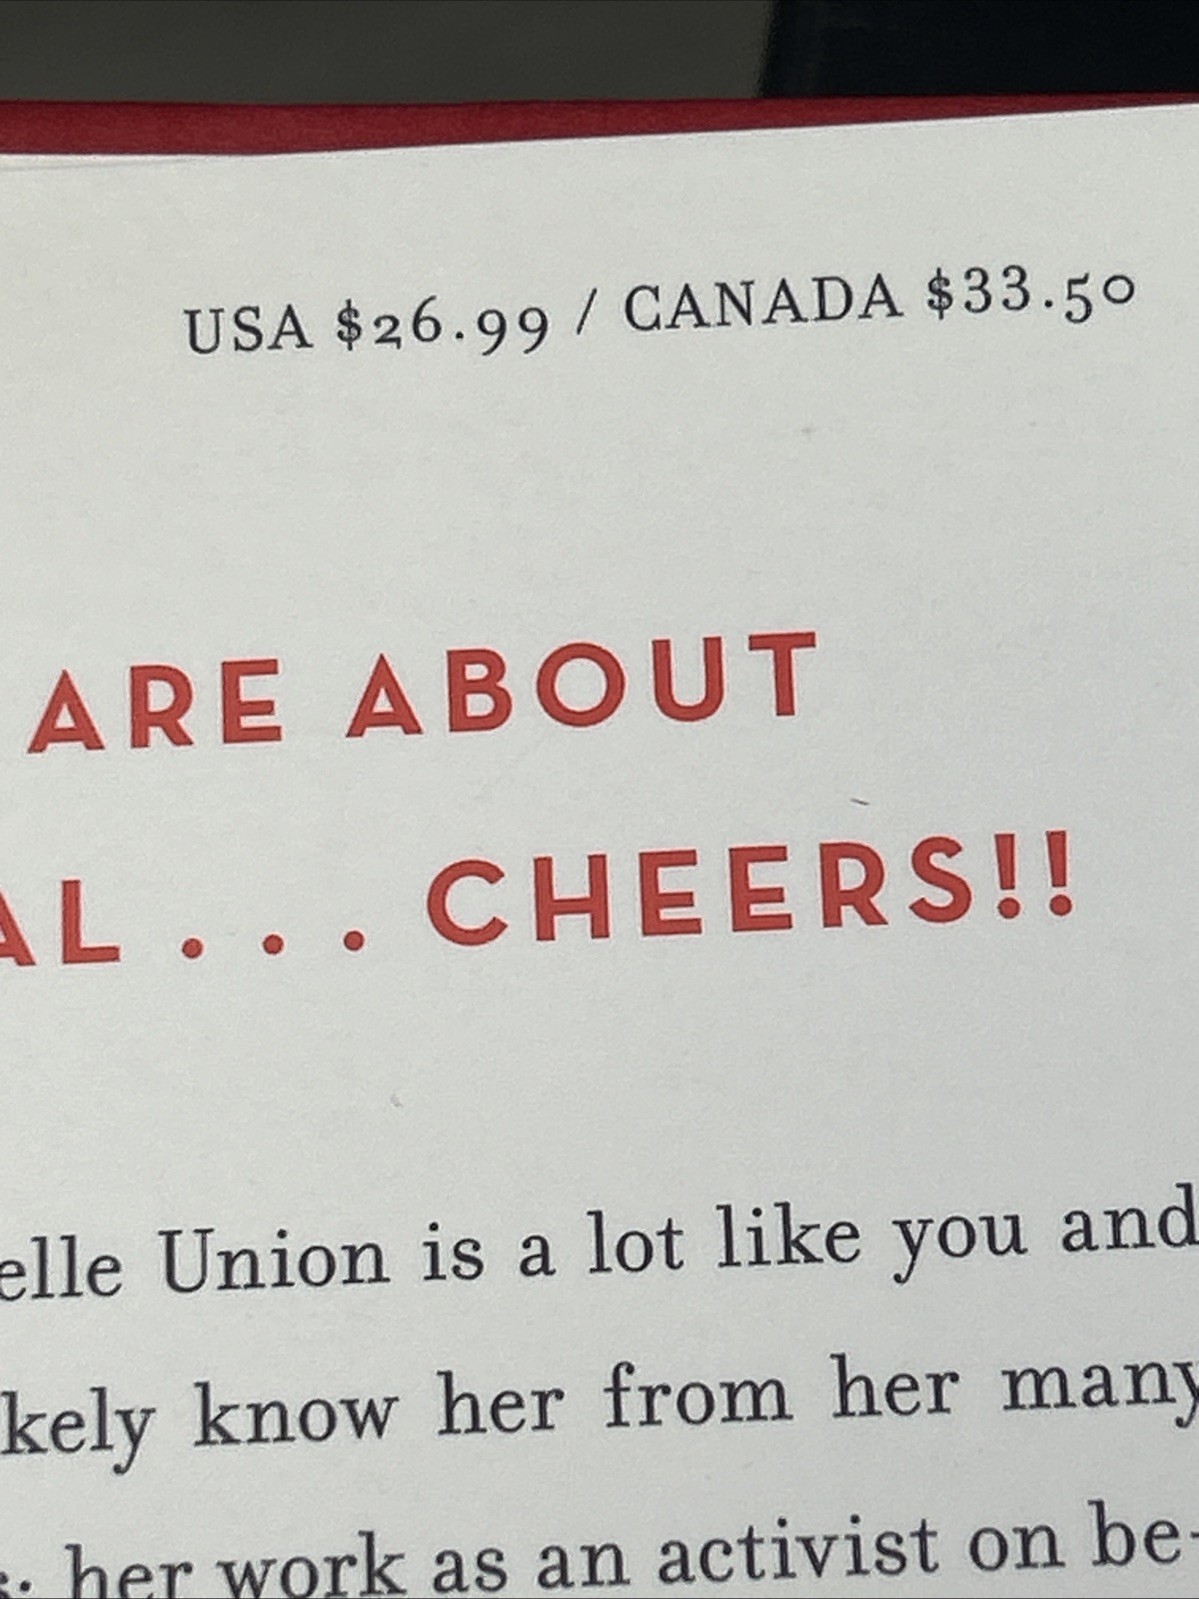 USA $26.99 / CANADA $33.50
ARE ABOUT
AL . . . CHEERS!!
elle Union is a lot like you and
kely know her from her many
her work as an activist on be-